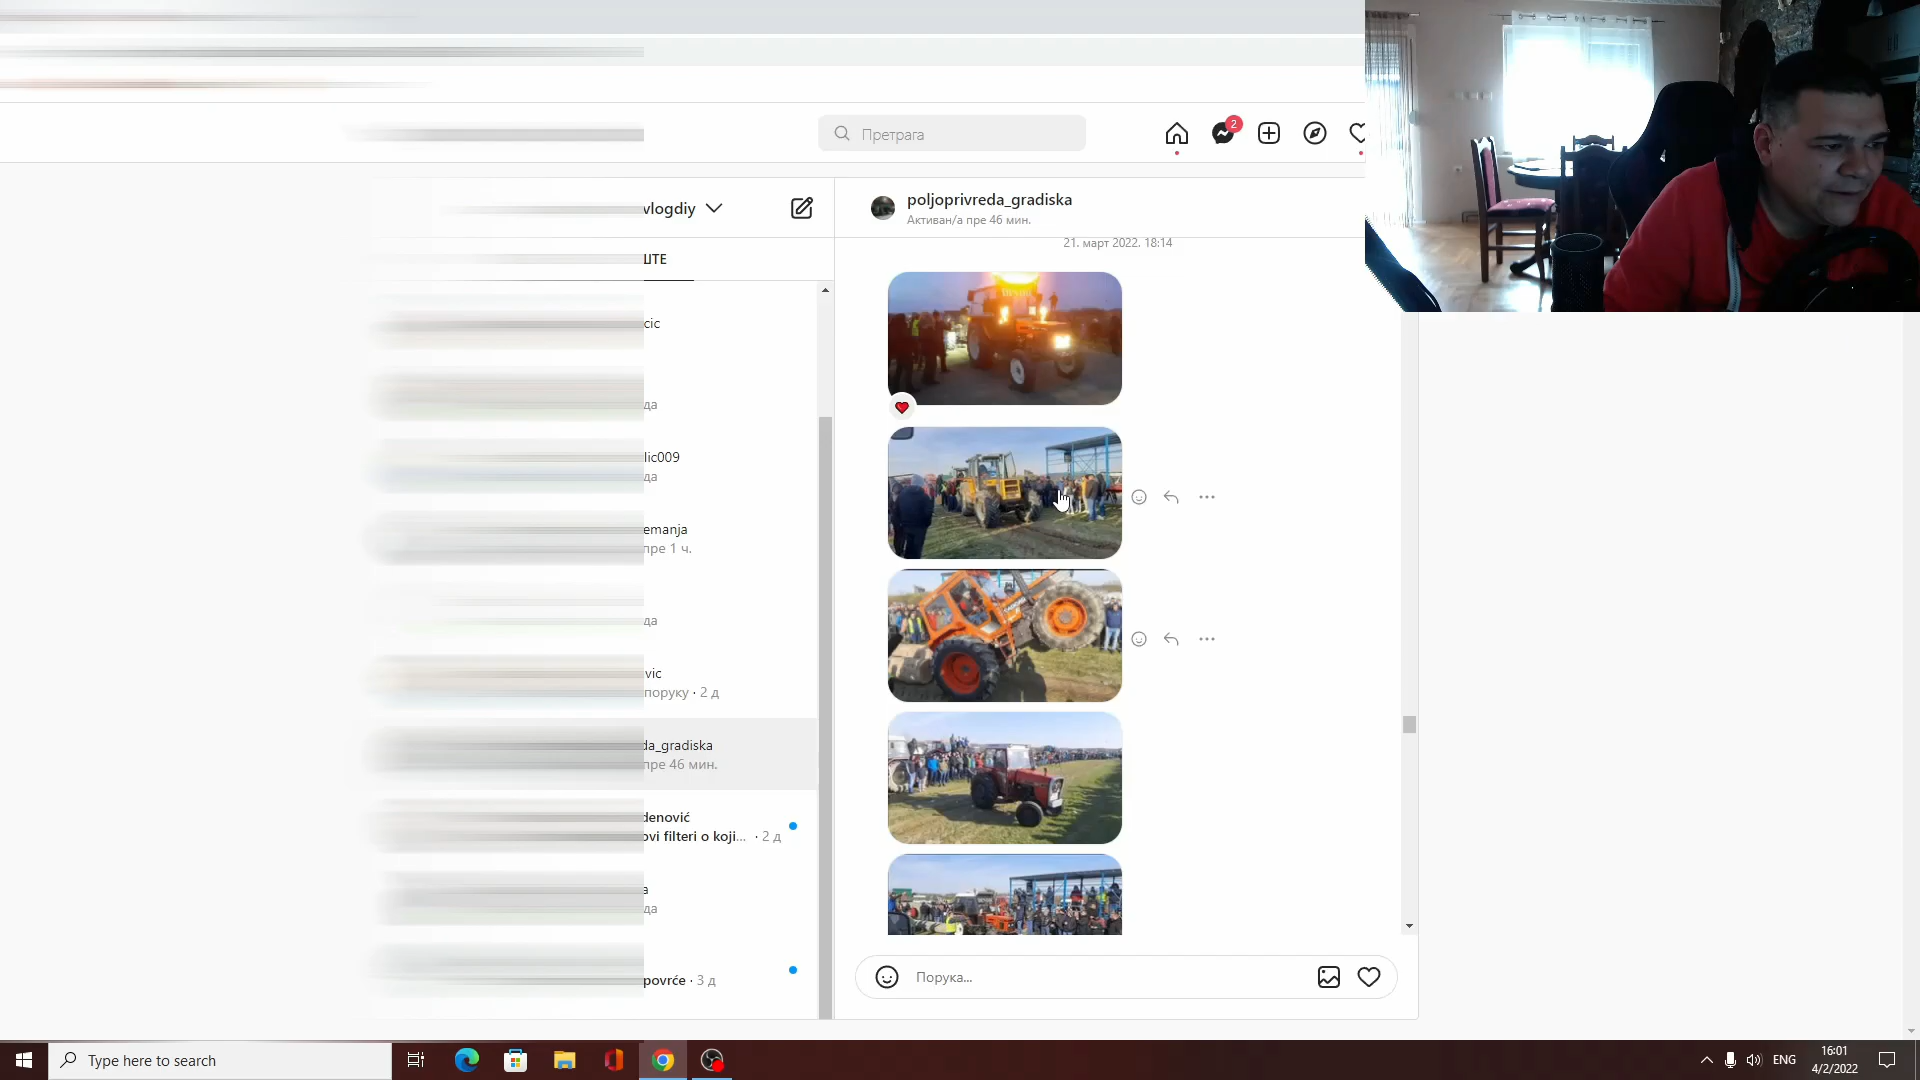 Претрага
2
vlogdiy
poljoprivreda_gradiska
Активан/а пре 46 мин.
ШТЕ
21. март 2022. 18:14
cic
да
lic009
да
emanja
пре 1 ч.
да
vic
поруку · 2 д
da_gradiska
пре 46 мин.
denović
ovi filteri o koji... · 2 д
a
да
povrće · 3 д
Порука...
Type here to search
ENG
16:01
4/2/2022